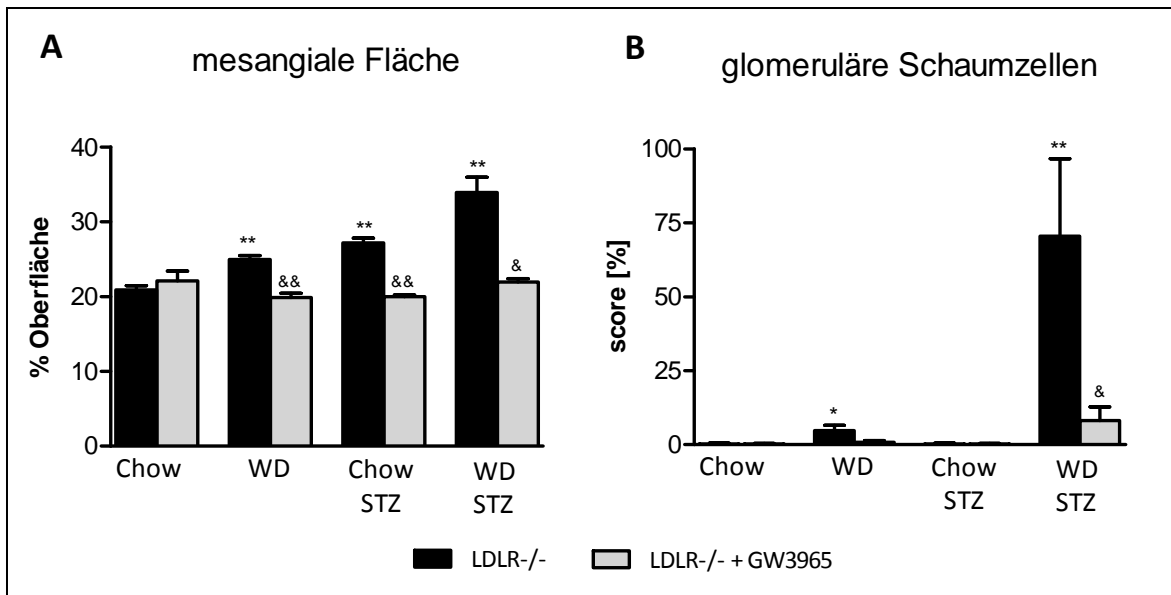 A
mesangiale Fläche
% Oberfläche
40
30
20
10
0
**
&&
**
&&
**
&
Chow
WD
Chow
STZ
WD
STZ
B
glomeruläre Schaumzellen
score [%]
100
75
50
25
0
*
**
&
Chow
WD
Chow
STZ
WD
STZ
LDLR-/-
LDLR-/- + GW3965